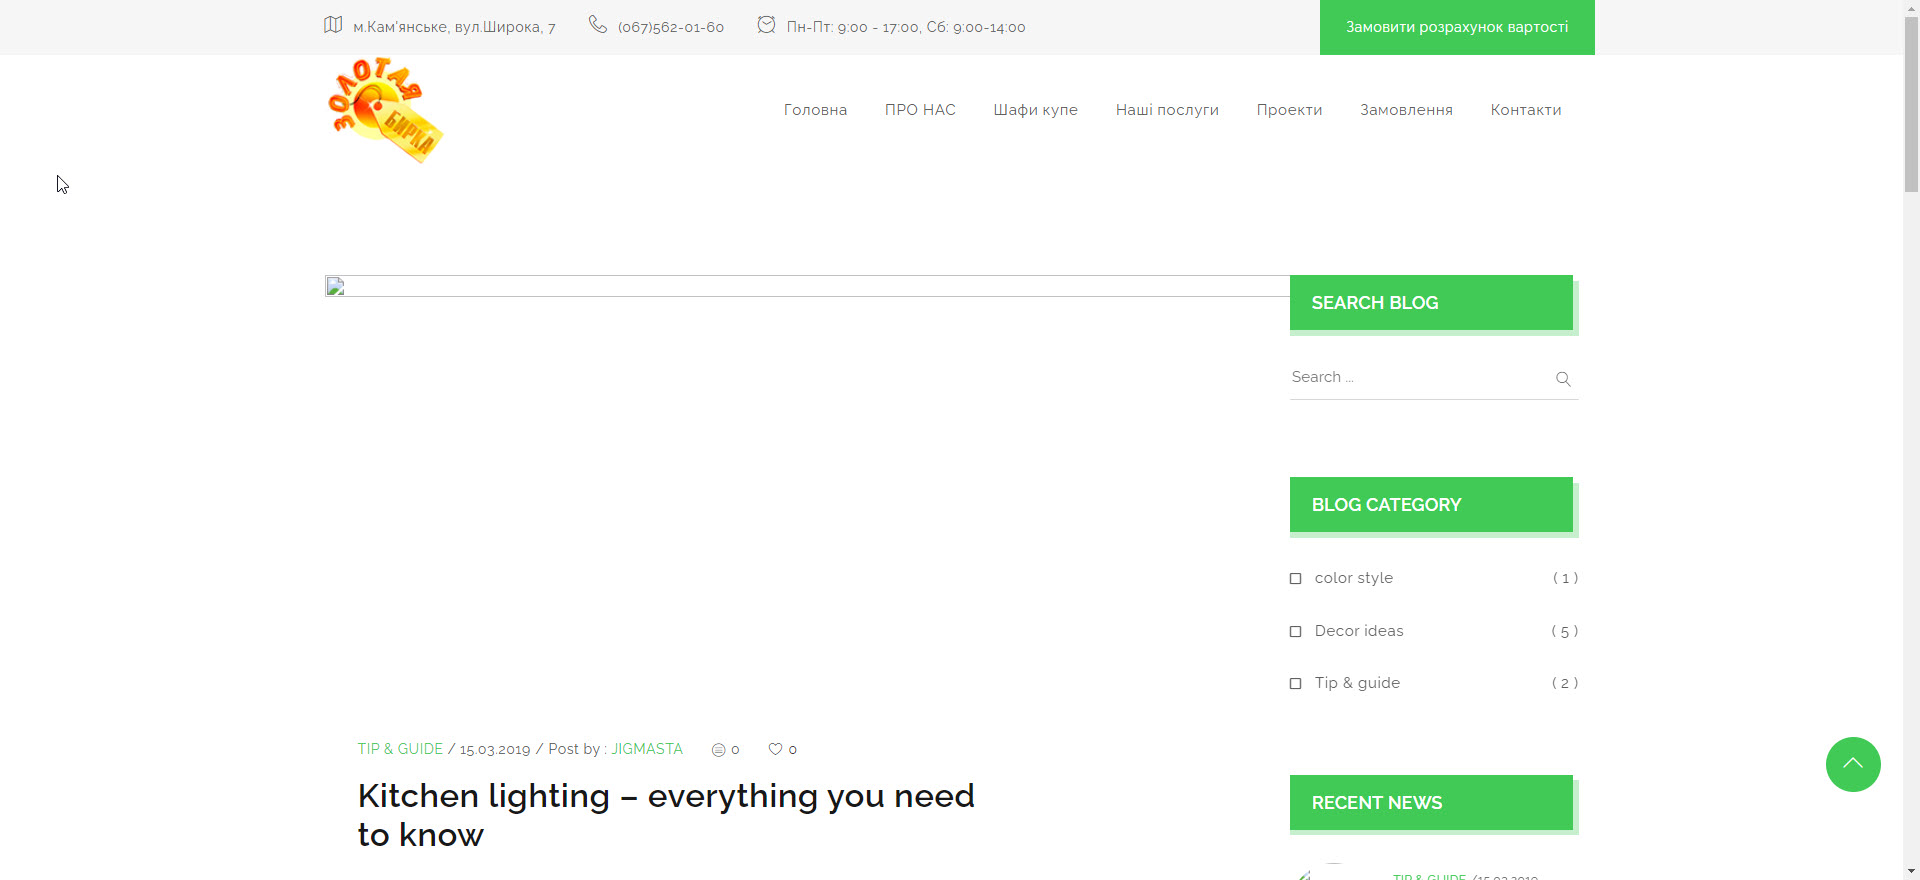 м.Кам'янське, вул.Широка, 7
(067)562-01-60
Пн-Пт: 9:00 - 17:00, Сб: 9:00-14:00
Замовити розрахунок вартості
ЗОЛОТАЯ
БИРКА
Головна
ПРО НАС
Шафи купе
Наші послуги
Проекти
Замовлення
Контакти
SEARCH BLOG
Search ...
BLOG CATEGORY
color style ( 1 )
Decor ideas ( 5 )
Tip & guide ( 2 )
TIP & GUIDE / 15.03.2019 / Post by : JIGMASTA 0 0
Kitchen lighting – everything you need
to know
RECENT NEWS
TIP & GUIDE /15.03.2019